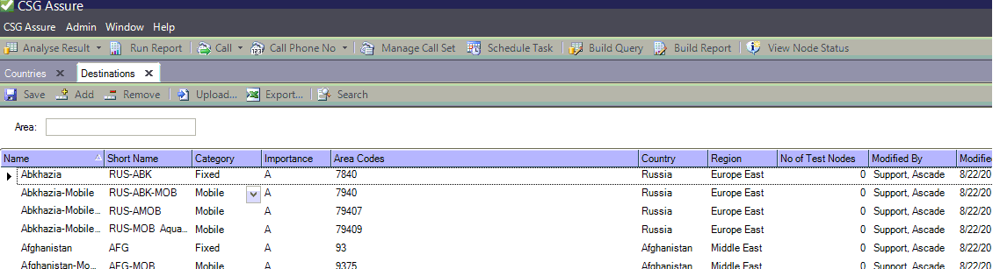 CSG Assure
CSG Assure Admin Window Help
Analyse Result Run Report Call Call Phone No Manage Call Set Schedule Task Build Query Build Report View Node Status
Countries Destinations
Save Add Remove Upload... Export... Search
Area:
Name Short Name Category Importance Area Codes Country Region No of Test Nodes Modified By Modified
Abkhazia RUS-ABK Fixed A 7840 Russia Europe East 0 Support, Ascade 8/22/20
Abkhazia-Mobile RUS-ABK-MOB Mobile A 7940 Russia Europe East 0 Support, Ascade 8/22/20
Abkhazia-Mobile... RUS-AMOB Mobile A 79407 Russia Europe East 0 Support, Ascade 8/22/20
Abkhazia-Mobile... RUS-MOB Aqua... Mobile A 79409 Russia Europe East 0 Support, Ascade 8/22/20
Afghanistan AFG Fixed A 93 Afghanistan Middle East 0 Support, Ascade 8/22/20
Afghanistan-Mo... AFG-MOB Mobile A 9375 Afghanistan Middle East 0 Support, Ascade 8/22/20